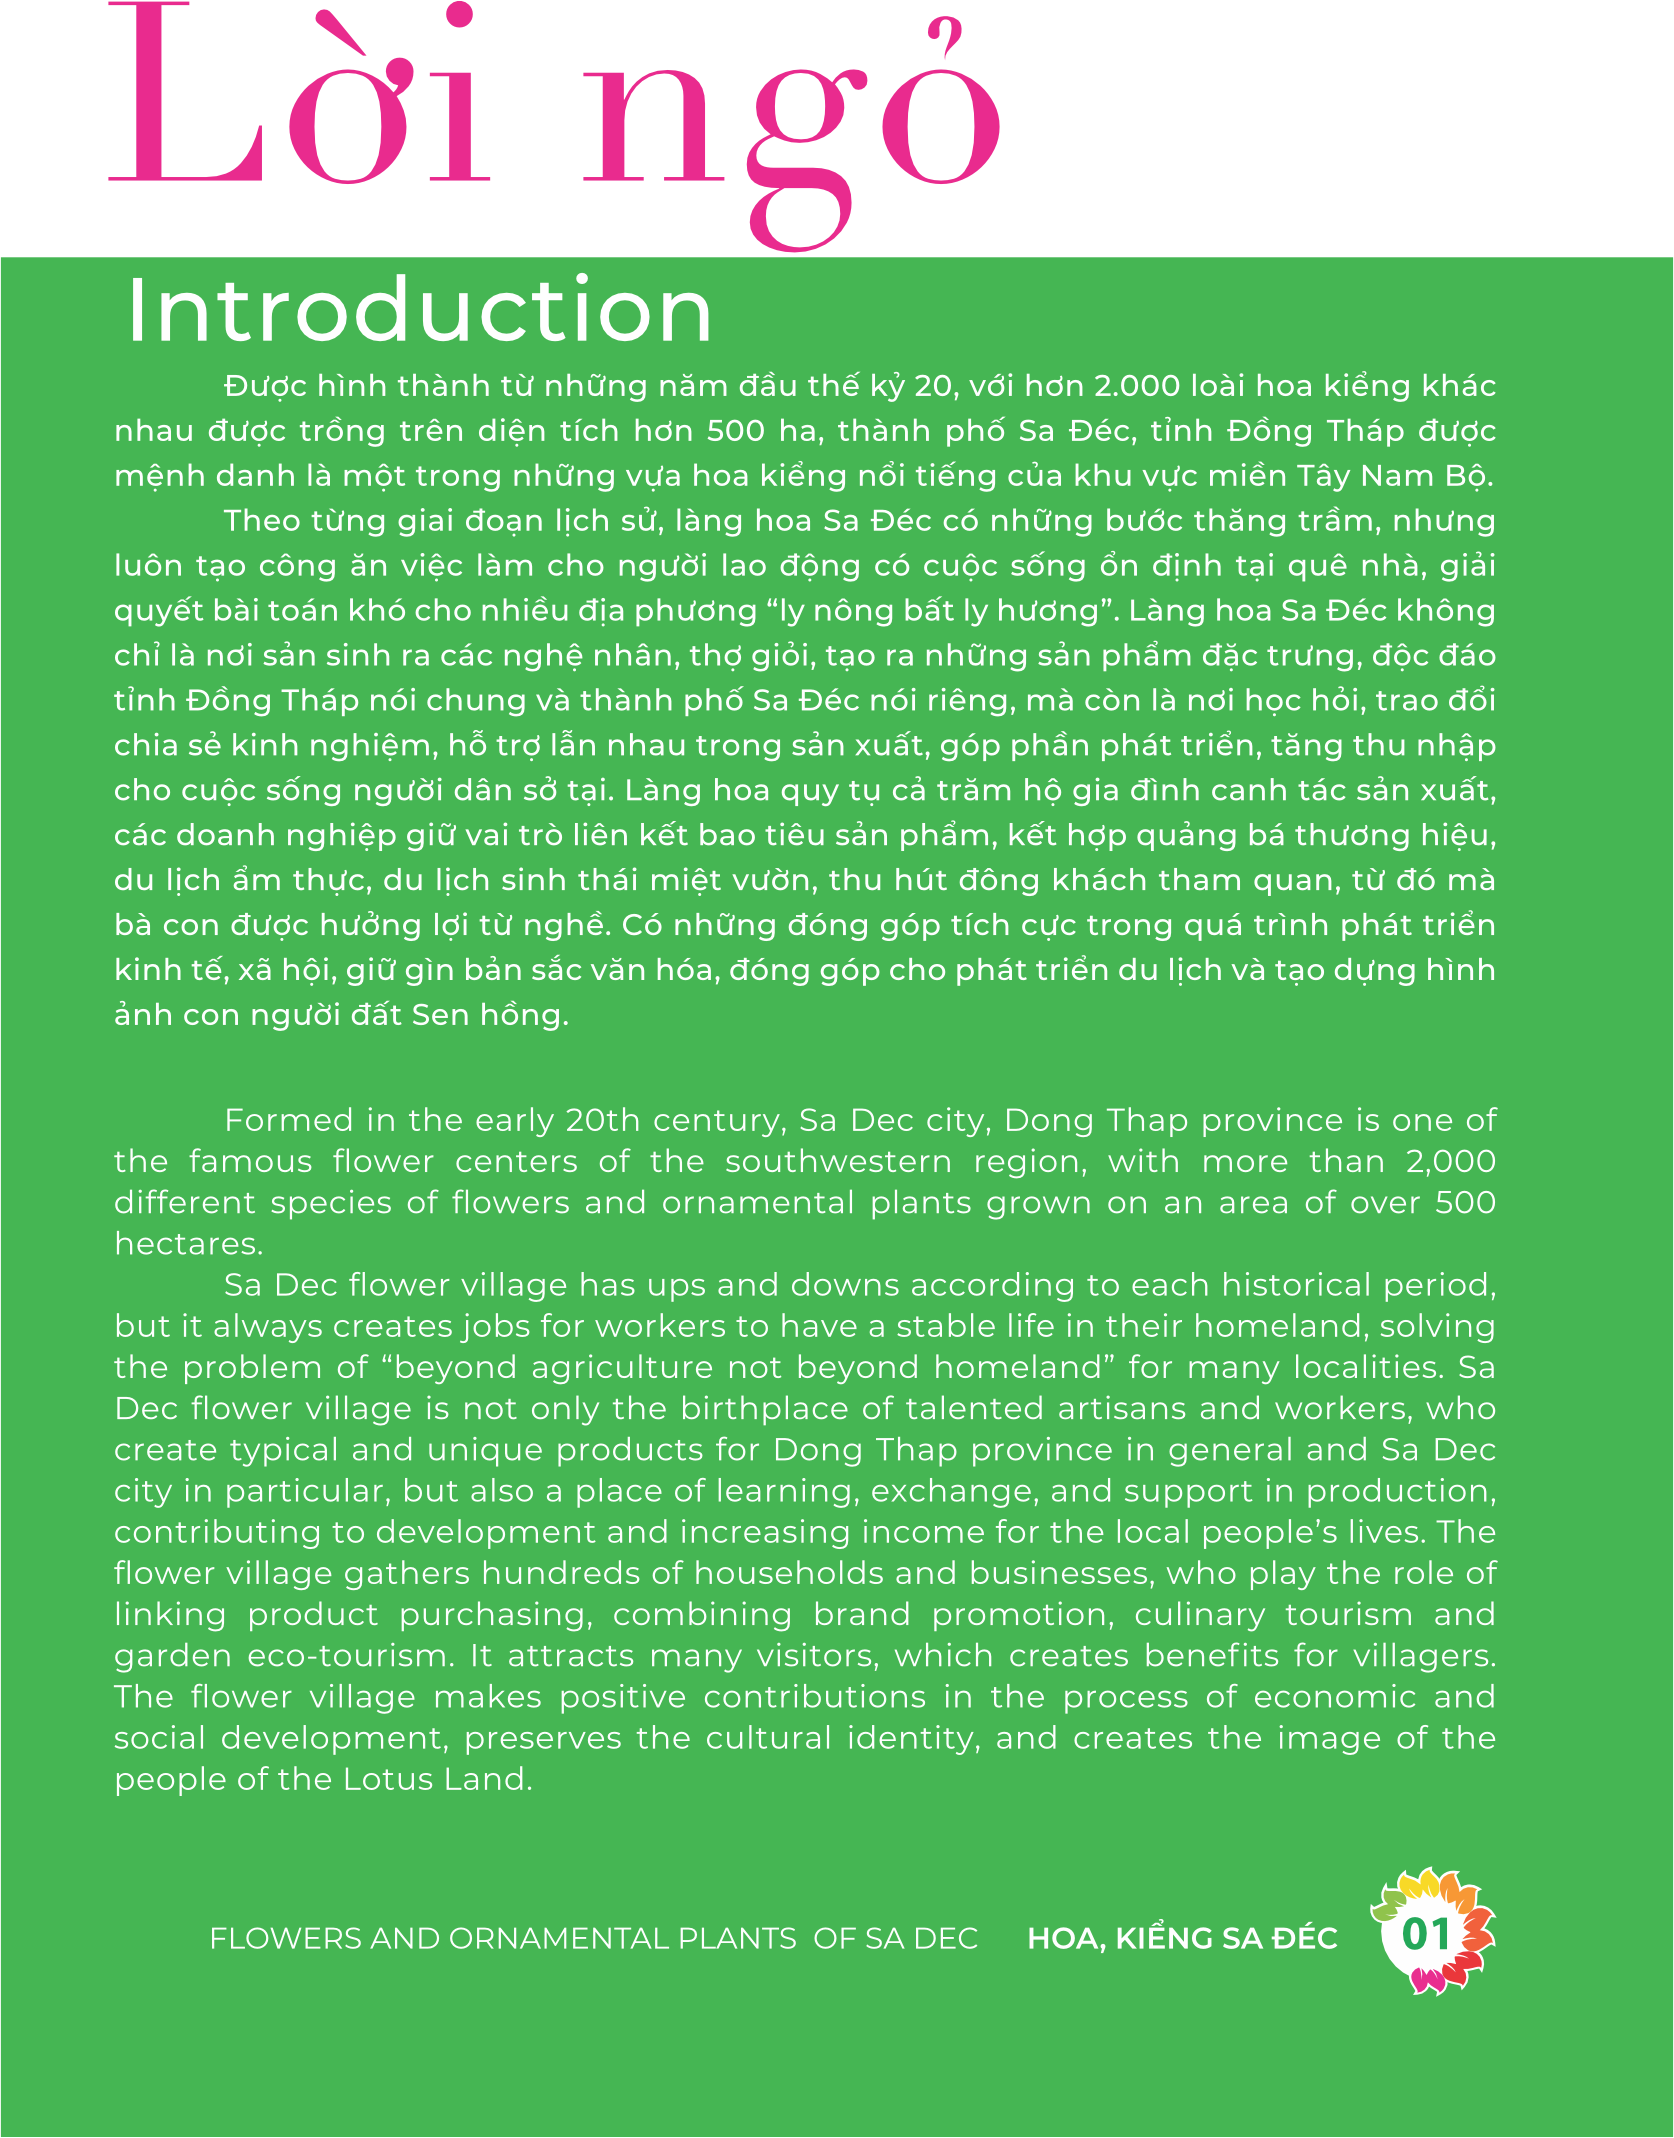 Lời ngỏ
Introduction
Được hình thành từ những năm đầu thế kỷ 20, với hơn 2.000 loài hoa kiểng khác
nhau được trồng trên diện tích hơn 500 ha, thành phố Sa Đéc, tỉnh Đồng Tháp được
mệnh danh là một trong những vựa hoa kiểng nổi tiếng của khu vực miền Tây Nam Bộ.
Theo từng giai đoạn lịch sử, làng hoa Sa Đéc có những bước thăng trầm, nhưng
luôn tạo công ăn việc làm cho người lao động có cuộc sống ổn định tại quê nhà, giải
quyết bài toán khó cho nhiều địa phương “ly nông bất ly hương”. Làng hoa Sa Đéc không
chỉ là nơi sản sinh ra các nghệ nhân, thợ giỏi, tạo ra những sản phẩm đặc trưng, độc đáo
tỉnh Đồng Tháp nói chung và thành phố Sa Đéc nói riêng, mà còn là nơi học hỏi, trao đổi
chia sẻ kinh nghiệm, hỗ trợ lẫn nhau trong sản xuất, góp phần phát triển, tăng thu nhập
cho cuộc sống người dân sở tại. Làng hoa quy tụ cả trăm hộ gia đình canh tác sản xuất,
các doanh nghiệp giữ vai trò liên kết bao tiêu sản phẩm, kết hợp quảng bá thương hiệu,
du lịch ẩm thực, du lịch sinh thái miệt vườn, thu hút đông khách tham quan, từ đó mà
bà con được hưởng lợi từ nghề. Có những đóng góp tích cực trong quá trình phát triển
kinh tế, xã hội, giữ gìn bản sắc văn hóa, đóng góp cho phát triển du lịch và tạo dựng hình
ảnh con người đất Sen hồng.
Formed in the early 20th century, Sa Dec city, Dong Thap province is one of
the famous flower centers of the southwestern region, with more than 2,000
different species of flowers and ornamental plants grown on an area of over 500
hectares.
Sa Dec flower village has ups and downs according to each historical period,
but it always creates jobs for workers to have a stable life in their homeland, solving
the problem of “beyond agriculture not beyond homeland” for many localities. Sa
Dec flower village is not only the birthplace of talented artisans and workers, who
create typical and unique products for Dong Thap province in general and Sa Dec
city in particular, but also a place of learning, exchange, and support in production,
contributing to development and increasing income for the local people’s lives. The
flower village gathers hundreds of households and businesses, who play the role of
linking product purchasing, combining brand promotion, culinary tourism and
garden eco-tourism. It attracts many visitors, which creates benefits for villagers.
The flower village makes positive contributions in the process of economic and
social development, preserves the cultural identity, and creates the image of the
people of the Lotus Land.
FLOWERS AND ORNAMENTAL PLANTS OF SA DEC HOA, KIỂNG SA ĐÉC 01